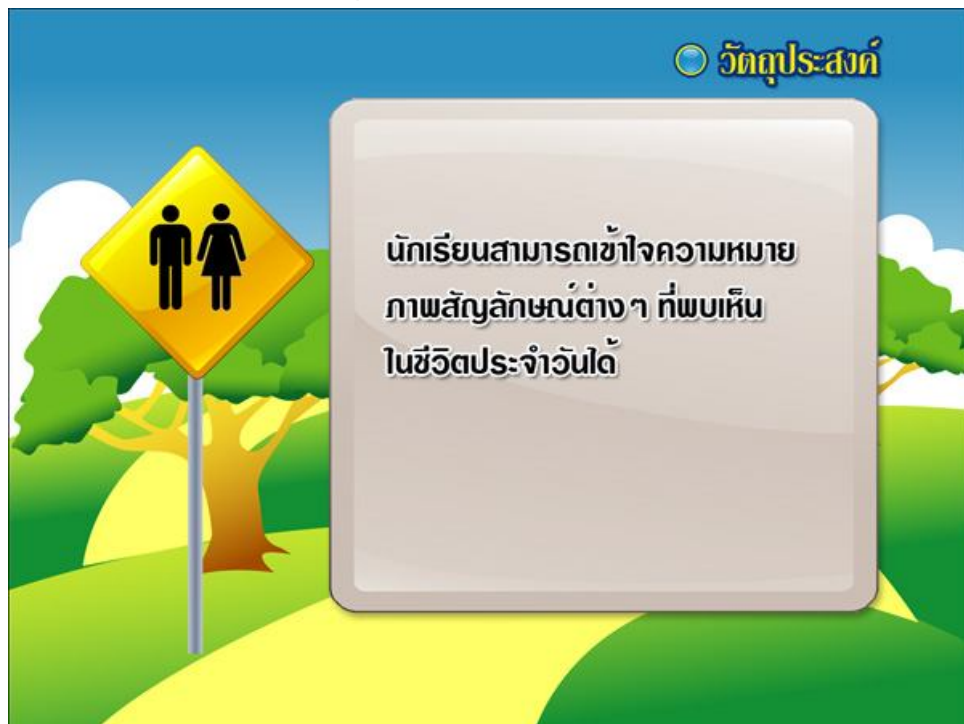 วัตถุประสงค์
นักเรียนสามารถเข้าใจความหมาย
ภาพสัญลักษณ์ต่าง ๆ ที่พบเห็น
ในชีวิตประจำวันได้